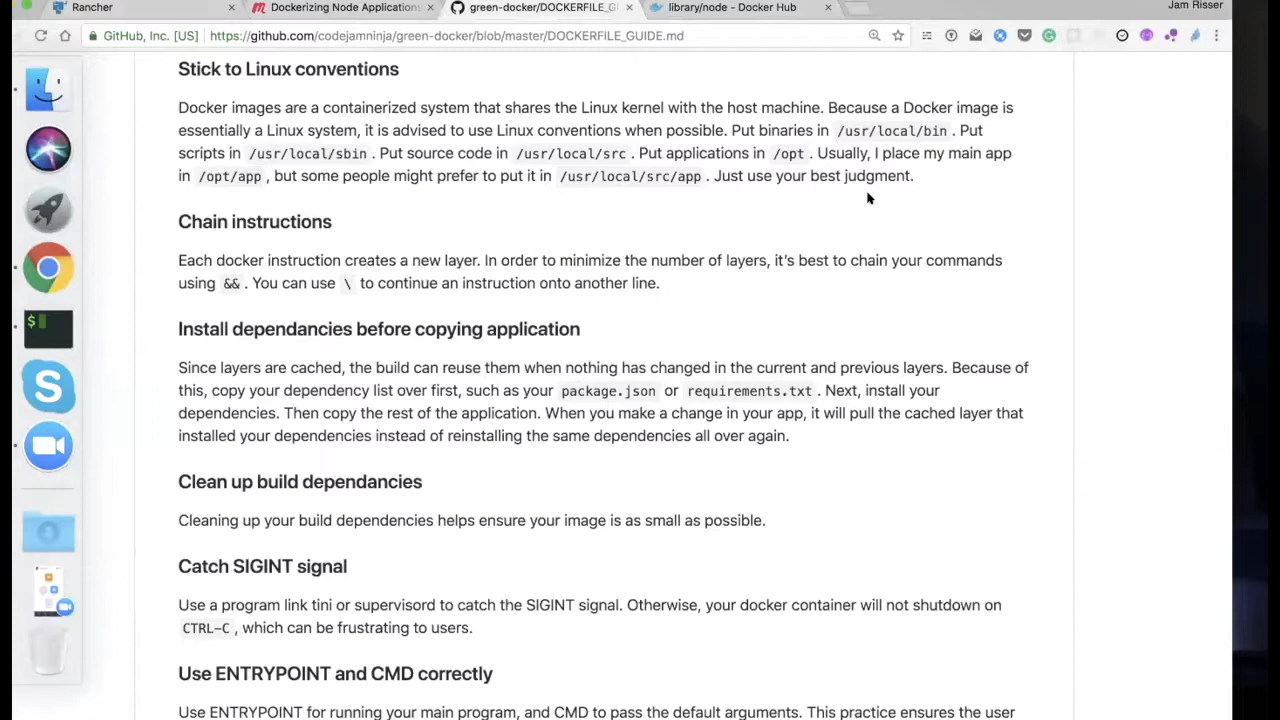 Rancher
Dockerizing Node Applications
green-docker/DOCKERFILE_GU
library/node - Docker Hub
Jam Risser
GitHub, Inc. [US]
https://github.com/codejamninja/green-docker/blob/master/DOCKERFILE_GUIDE.md
Stick to Linux conventions
Docker images are a containerized system that shares the Linux kernel with the host machine. Because a Docker image is
essentially a Linux system, it is advised to use Linux conventions when possible. Put binaries in /usr/local/bin . Put
scripts in /usr/local/sbin . Put source code in /usr/local/src . Put applications in /opt . Usually, I place my main app
in /opt/app , but some people might prefer to put it in /usr/local/src/app . Just use your best judgment.
Chain instructions
Each docker instruction creates a new layer. In order to minimize the number of layers, it's best to chain your commands
using && . You can use \ to continue an instruction onto another line.
Install dependancies before copying application
Since layers are cached, the build can reuse them when nothing has changed in the current and previous layers. Because of
this, copy your dependency list over first, such as your package.json or requirements.txt . Next, install your
dependencies. Then copy the rest of the application. When you make a change in your app, it will pull the cached layer that
installed your dependencies instead of reinstalling the same dependencies all over again.
Clean up build dependancies
Cleaning up your build dependencies helps ensure your image is as small as possible.
Catch SIGINT signal
Use a program link tini or supervisord to catch the SIGINT signal. Otherwise, your docker container will not shutdown on
CTRL-C , which can be frustrating to users.
Use ENTRYPOINT and CMD correctly
Use ENTRYPOINT for running your main program, and CMD to pass the default arguments. This practice ensures the user